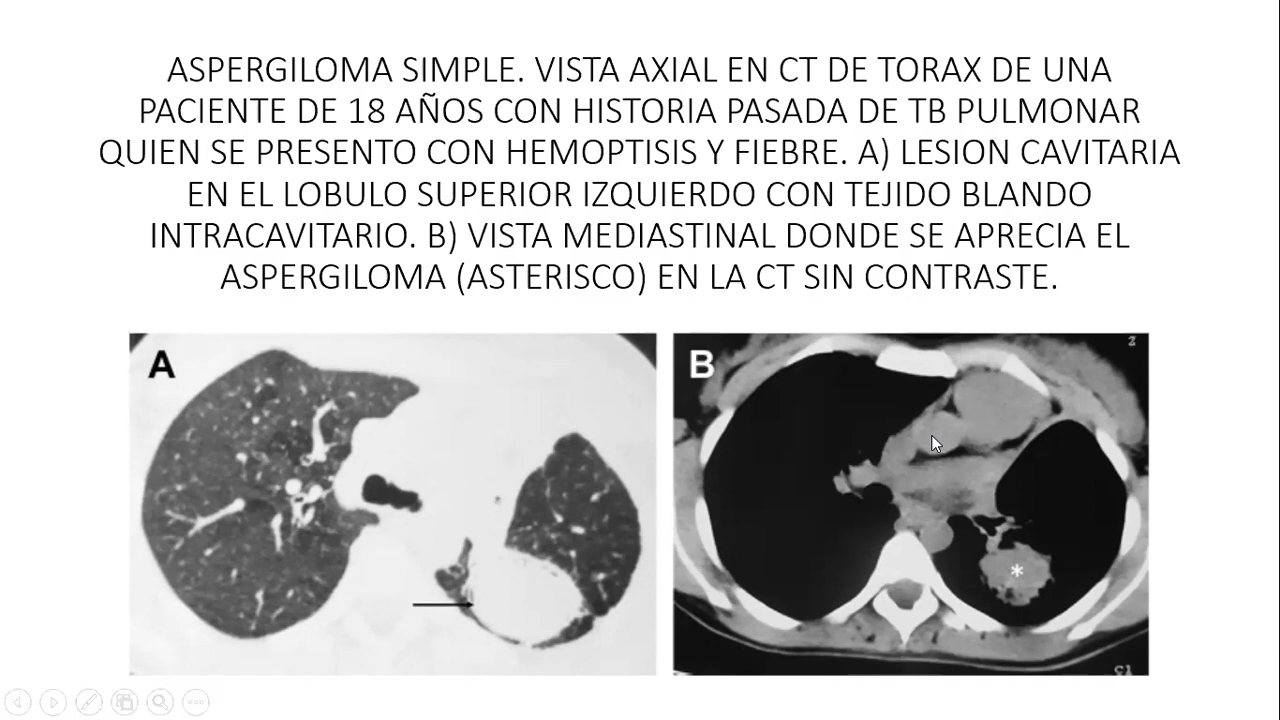 ASPERGILOMA SIMPLE. VISTA AXIAL EN CT DE TORAX DE UNA
PACIENTE DE 18 AÑOS CON HISTORIA PASADA DE TB PULMONAR
QUIEN SE PRESENTO CON HEMOPTISIS Y FIEBRE. A) LESION CAVITARIA
EN EL LOBULO SUPERIOR IZQUIERDO CON TEJIDO BLANDO
INTRACAVITARIO. B) VISTA MEDIASTINAL DONDE SE APRECIA EL
ASPERGILOMA (ASTERISCO) EN LA CT SIN CONTRASTE.
A
B
*